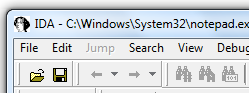 IDA - C:\Windows\System32\notepad.ex
File Edit Jump Search View Debug